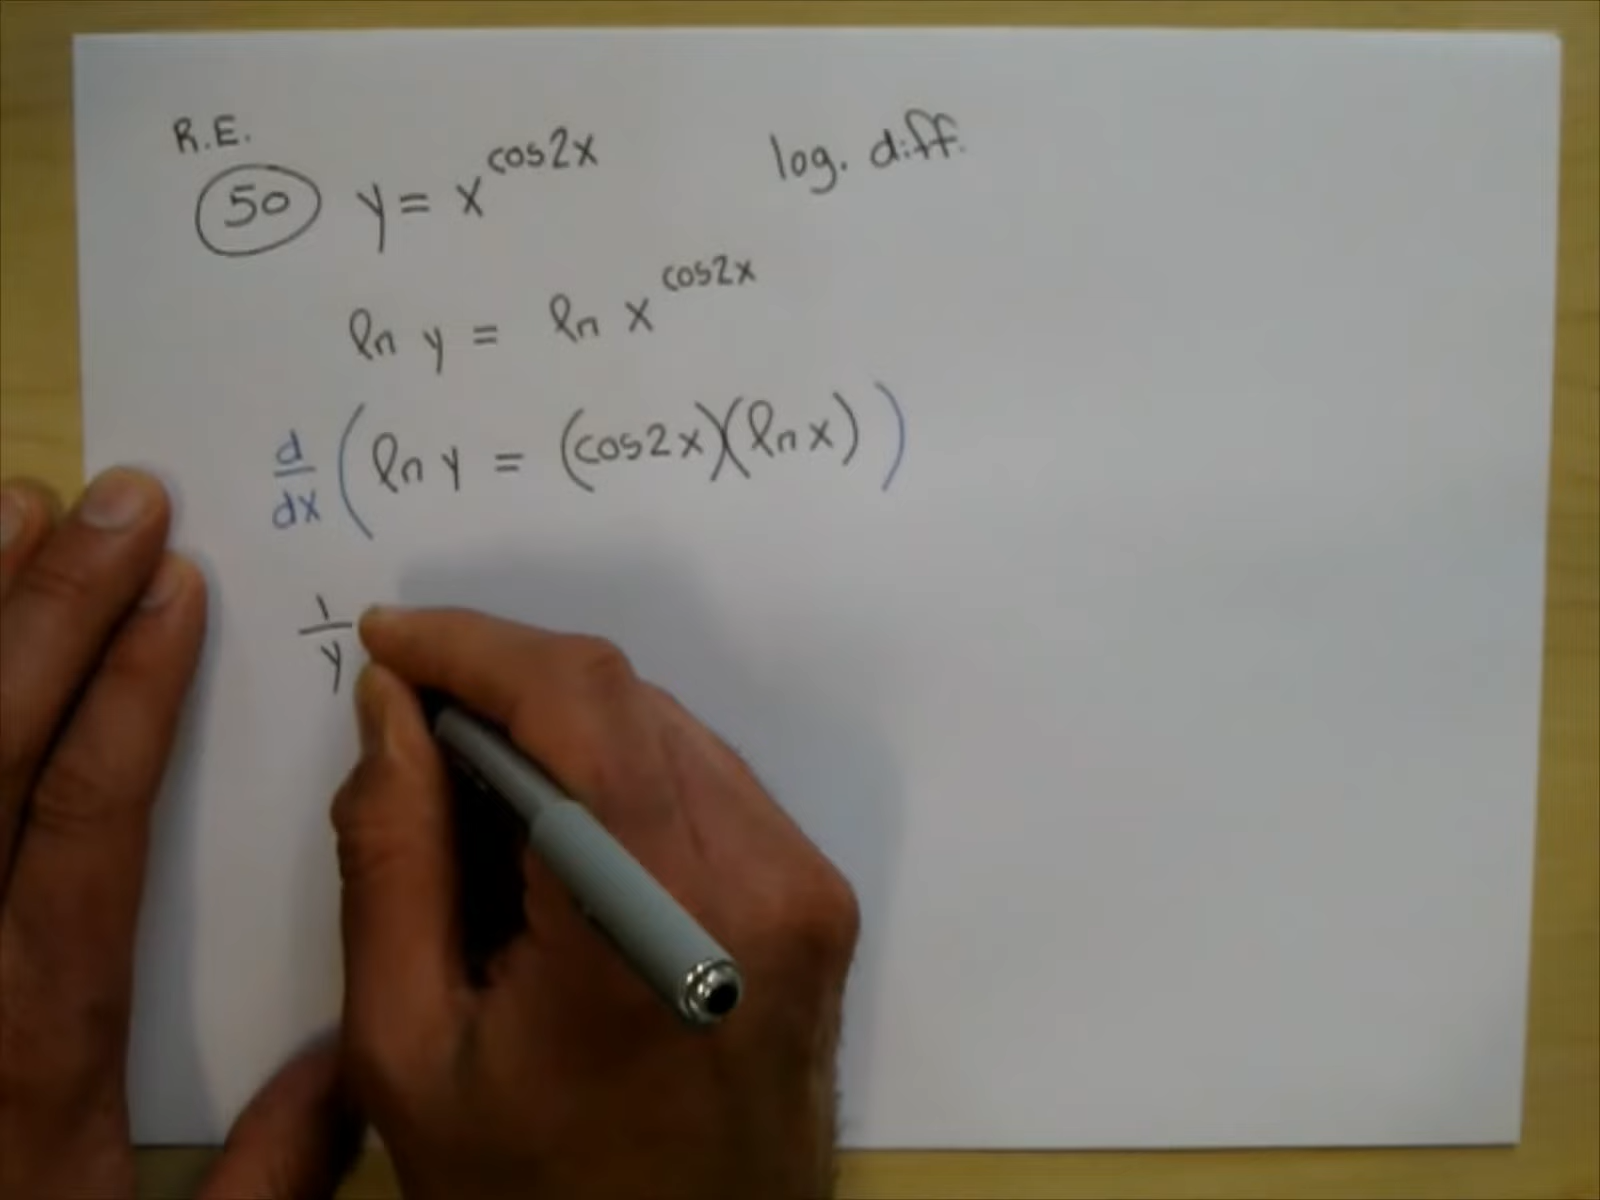 R.E.
50 y = x^cos2x log. diff.
ln y = ln x^cos2x
d/dx ( ln y = (cos2x)(ln x) )
1/y